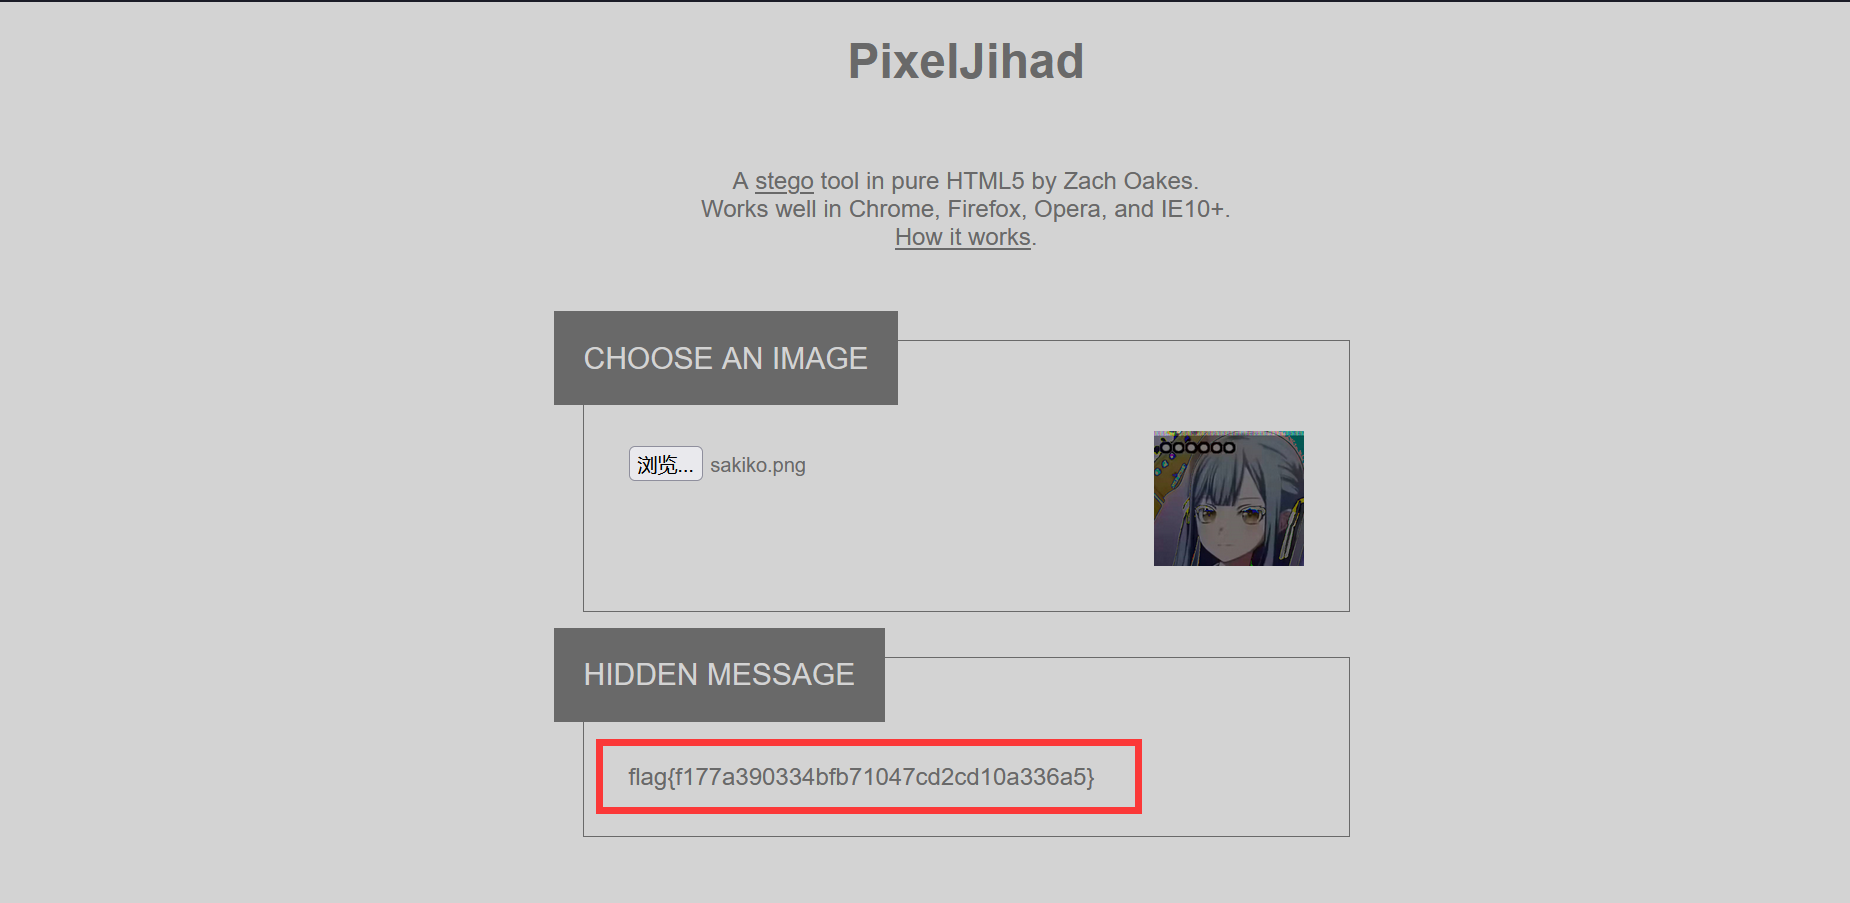 PixelJihad
A stego tool in pure HTML5 by Zach Oakes.
Works well in Chrome, Firefox, Opera, and IE10+.
How it works.
CHOOSE AN IMAGE
浏览... sakiko.png
òooooo
HIDDEN MESSAGE
flag{f177a390334bfb71047cd2cd10a336a5}